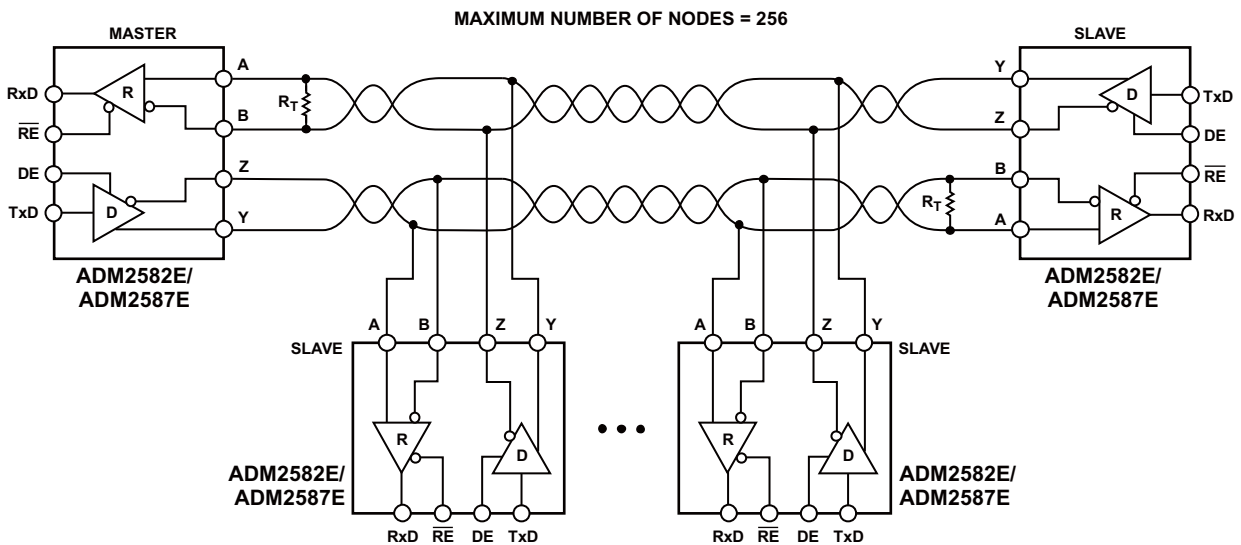 MAXIMUM NUMBER OF NODES = 256
MASTER
SLAVE
A
RxD
R
RT
B
RE
DE
Z
TxD
D
Y
ADM2582E/
ADM2587E
Y
D
TxD
Z
DE
B
RE
RT
R
RxD
A
ADM2582E/
ADM2587E
A B Z Y
SLAVE
R
D
ADM2582E/
ADM2587E
RxD RE DE TxD
A B Z Y
SLAVE
R
D
ADM2582E/
ADM2587E
RxD RE DE TxD